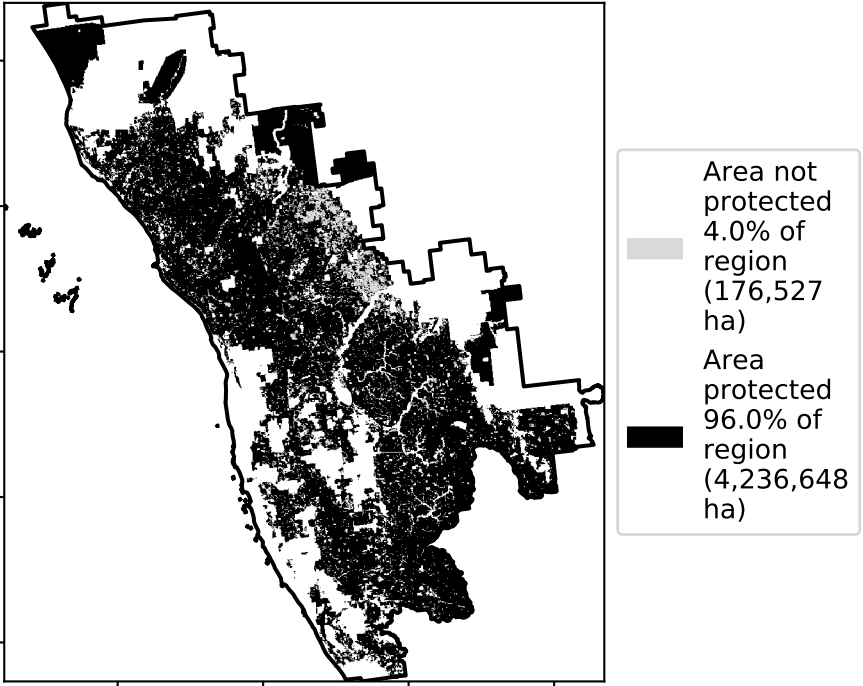 Area not
protected
4.0% of
region
(176,527
ha)
Area
protected
96.0% of
region
(4,236,648
ha)